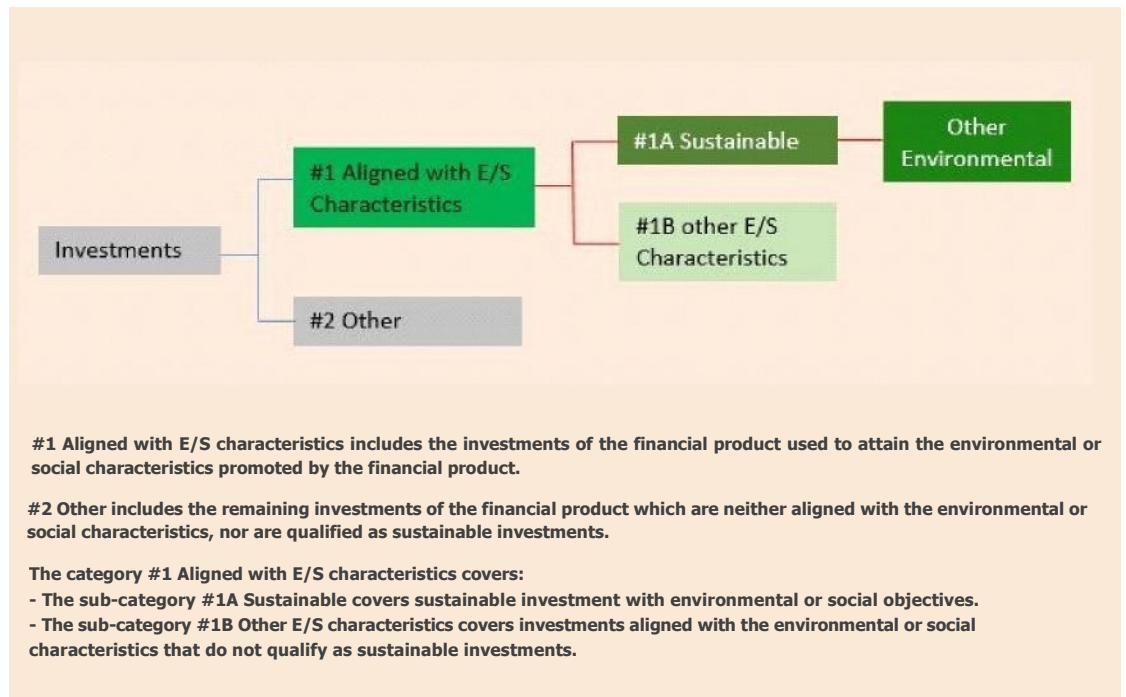 Other
Environmental
#1A Sustainable
#1 Aligned with E/S
Characteristics
#1B other E/S
Characteristics
Investments
#2 Other
#1 Aligned with E/S characteristics includes the investments of the financial product used to attain the environmental or
social characteristics promoted by the financial product.
#2 Other includes the remaining investments of the financial product which are neither aligned with the environmental or
social characteristics, nor are qualified as sustainable investments.
The category #1 Aligned with E/S characteristics covers:
- The sub-category #1A Sustainable covers sustainable investment with environmental or social objectives.
- The sub-category #1B Other E/S characteristics covers investments aligned with the environmental or social
characteristics that do not qualify as sustainable investments.